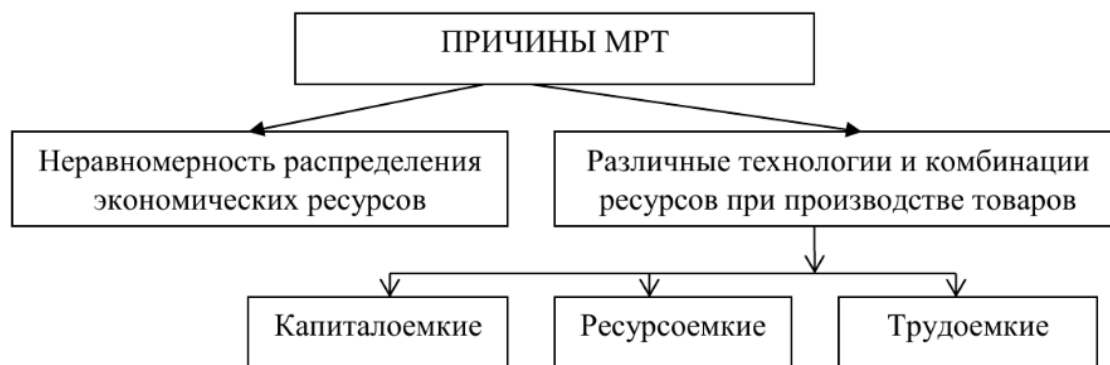 ПРИЧИНЫ МРТ
Неравномерность распределения
экономических ресурсов
Различные технологии и комбинации
ресурсов при производстве товаров
Капиталоемкие
Ресурсоемкие
Трудоемкие